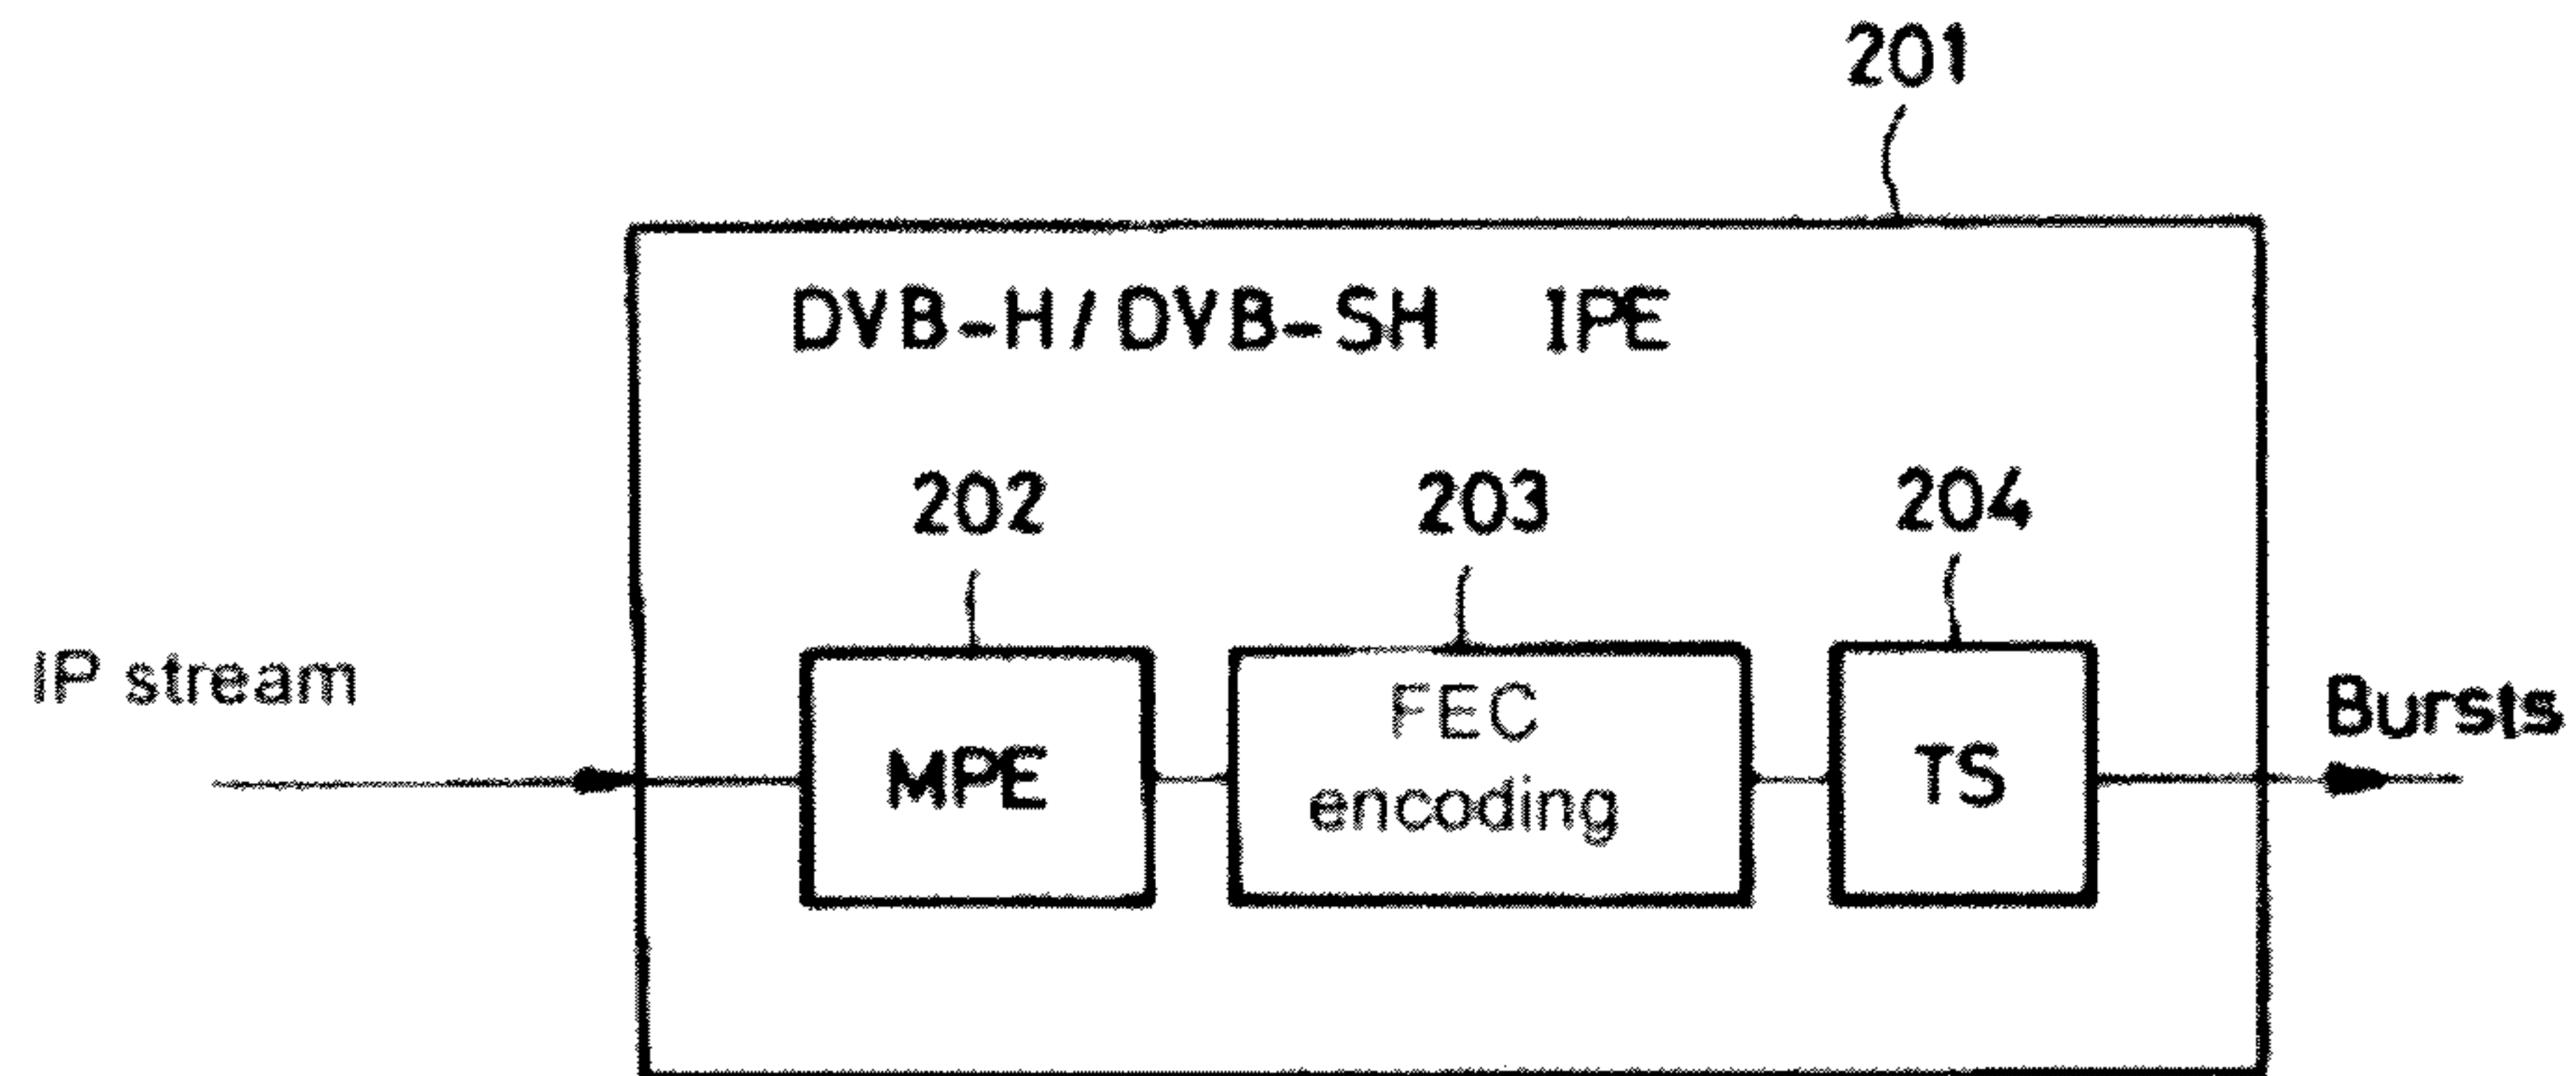 201
DVB-H/DVB-SH IPE
202
203
204
IP stream
MPE
FEC
encoding
TS
Bursts